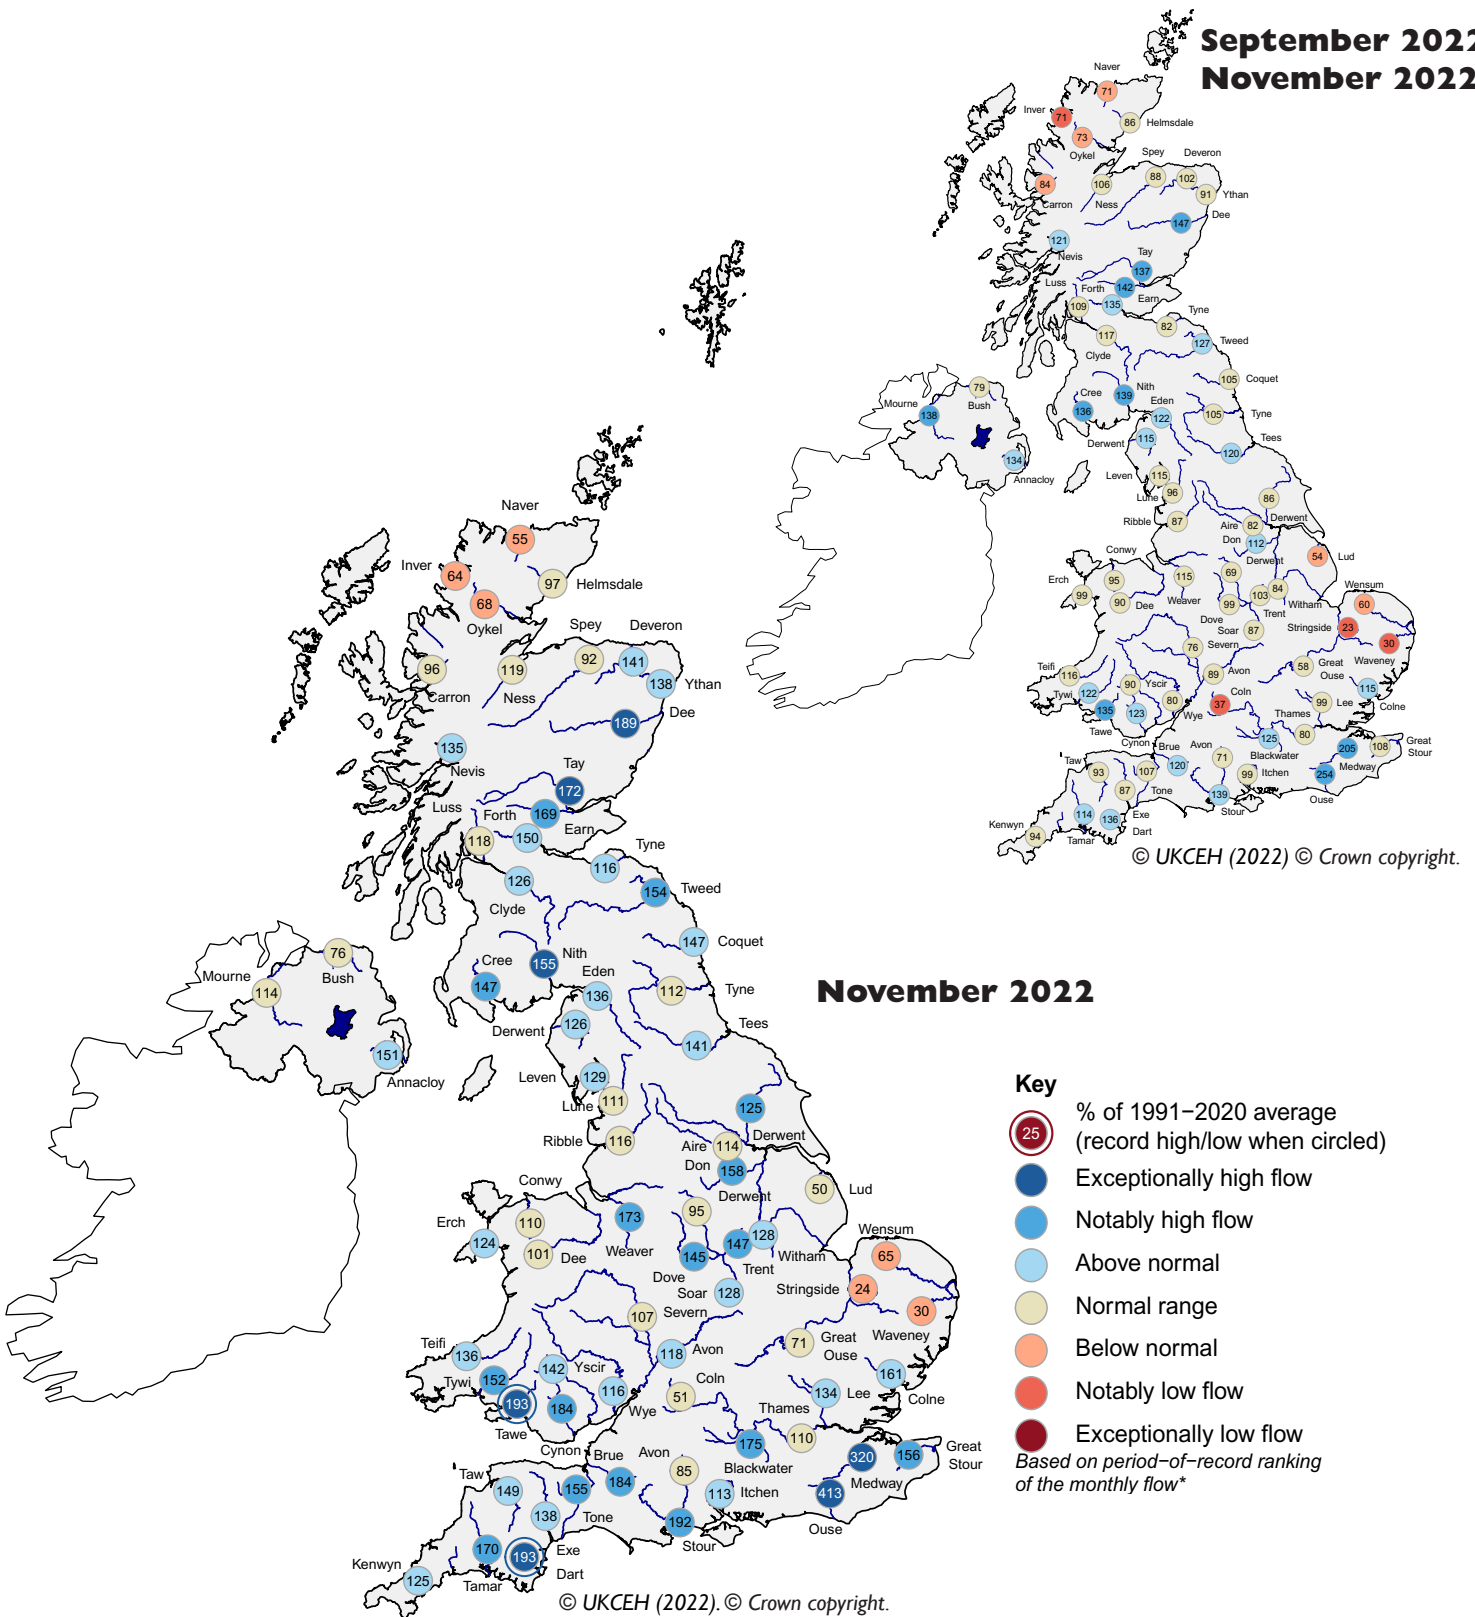 September 2022
November 2022
Naver
71
Inver
71
86
Helmsdale
73
Oykel
Spey
Deveron
84
106
88
102
Carron
Ness
91
Ythan
Dee
147
121
Nevis
Tay
137
Luss
Forth
142
Earn
109
135
Tyne
82
117
127
Tweed
Clyde
79
105
Coquet
Mourne
138
Bush
Cree
139
Nith
136
Eden
122
105
Tyne
Derwent
115
Tees
120
134
Annacloy
Leven
115
Lune
96
86
Ribble
87
Aire
82
Derwent
Don
112
Conwy
54
Lud
Erch
95
115
69
Derwent
Wensum
99
90
Dee
Weaver
99
103
84
Witham
60
Dove
Trent
Soar
87
Stringside
23
30
76
Severn
Waveney
Teifi
116
89
Avon
58
Great
Ouse
Tywi
122
90
Yscir
Coln
115
135
123
80
37
99
Lee
Colne
Tawe
Wye
Thames
Cynon
Brue
Avon
125
80
205
108
Great
Stour
Taw
93
107
120
71
Blackwater
Medway
87
Tone
99
Itchen
254
114
136
Exe
139
Stour
Ouse
Kenwyn
94
Tamar
Dart
© UKCEH (2022) © Crown copyright.
Naver
55
Inver
64
97
Helmsdale
68
Oykel
Spey
Deveron
96
119
92
141
Carron
Ness
138
Ythan
189
Dee
135
Nevis
Tay
172
Luss
Forth
169
Earn
118
150
Tyne
116
126
154
Tweed
Clyde
147
Coquet
76
Mourne
114
Bush
Cree
147
155
Nith
Eden
136
112
Tyne
November 2022
Derwent
126
Tees
141
151
Annacloy
Leven
129
Lune
111
125
Derwent
Ribble
116
Aire
114
Don
158
Conwy
50
Lud
Erch
110
173
95
Derwent
Wensum
124
101
Dee
Weaver
145
147
128
Witham
65
Dove
Trent
Soar
128
Stringside
24
30
107
Severn
Waveney
Teifi
136
118
Avon
71
Great
Ouse
Tywi
152
142
Yscir
Coln
161
193
184
116
51
134
Lee
Colne
Tawe
Wye
Thames
Cynon
Brue
Avon
175
110
320
156
Great
Stour
Taw
149
155
184
85
Blackwater
Medway
138
Tone
113
Itchen
413
170
193
Exe
192
Stour
Ouse
Kenwyn
125
Tamar
Dart
© UKCEH (2022). © Crown copyright.
Key
25
% of 1991−2020 average
(record high/low when circled)
Exceptionally high flow
Notably high flow
Above normal
Normal range
Below normal
Notably low flow
Exceptionally low flow
Based on period−of−record ranking
of the monthly flow*